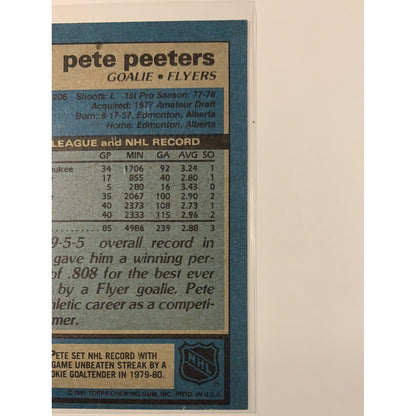 pete peeters
GOALIE • FLYERS
206 Shoots: L 1st Pro Season: 77-78
Acquired: 1977 Amateur Draft
Born: 8-17-57, Edmonton, Alberta
Home: Edmonton, Alberta
LEAGUE and NHL RECORD
GP MIN GA AVG SO
aukee 34 1706 92 3.24 1
17 855 40 2.80 1
5 280 16 3.43 0
35 2067 100 2.90 2
40 2373 108 2.73 1
40 2333 115 2.96 2
85 4986 239 2.88 3
9-5-5 overall record in
gave him a winning per-
of .808 for the best ever
by a Flyer goalie. Pete
hletic career as a competi-
mer.
PETE SET NHL RECORD WITH
GAME UNBEATEN STREAK BY A
OKIE GOALTENDER IN 1979-80.
NHL
© 1981 TOPPS CHEWING GUM, INC. PRTD. IN U.S.A.